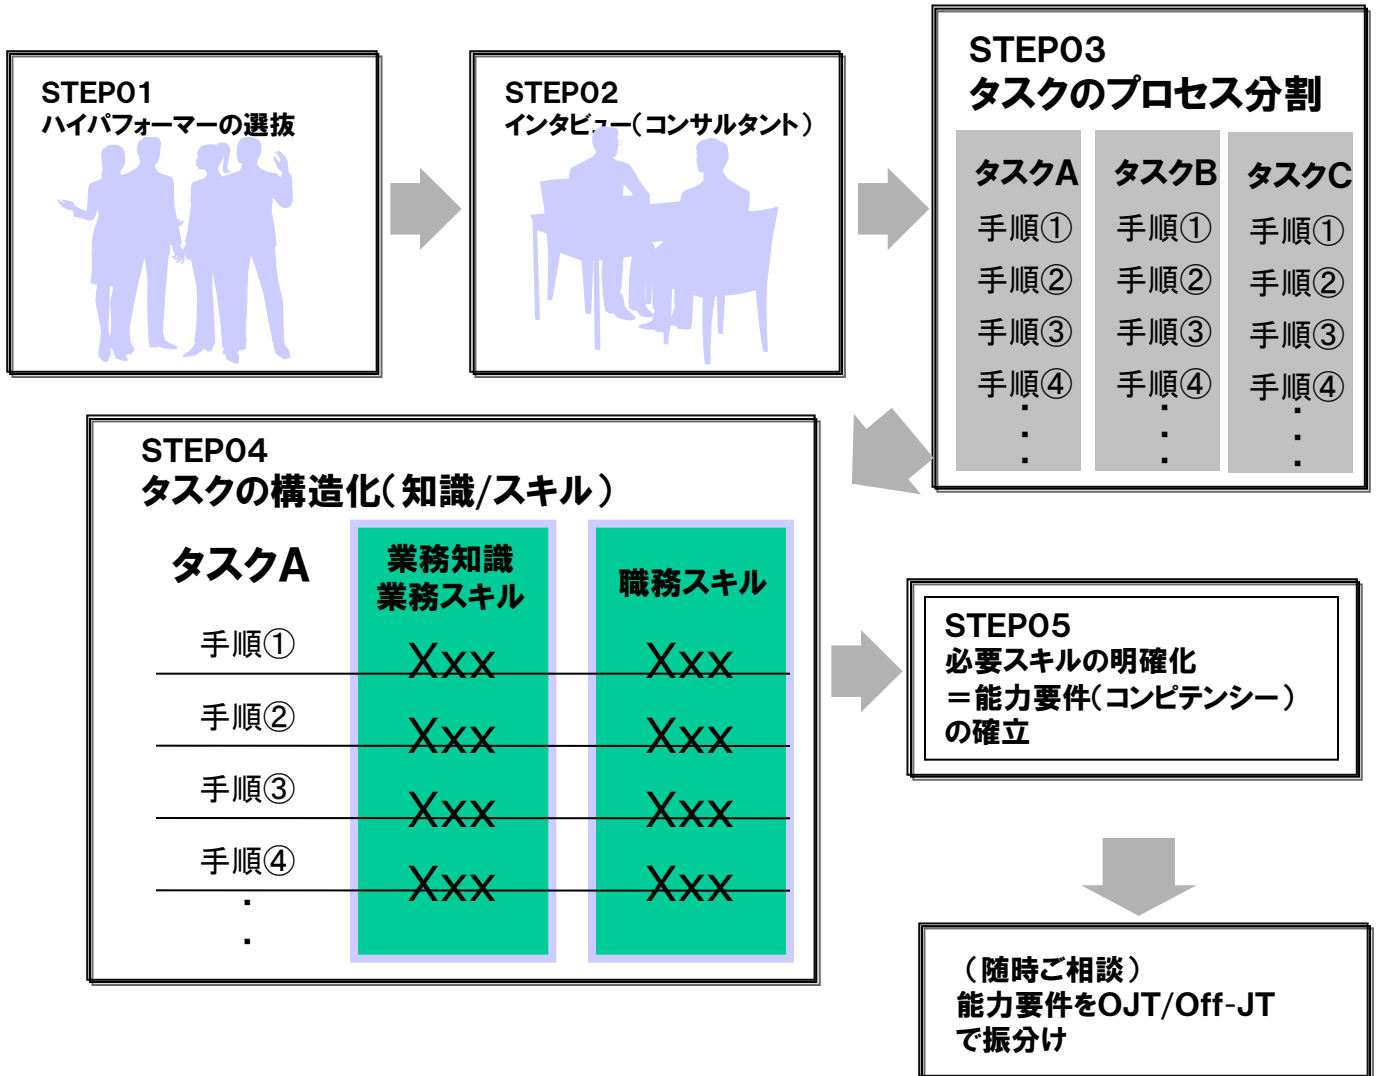 STEP01
ハイパフォーマーの選抜
STEP02
インタビュー(コンサルタント)
STEP03
タスクのプロセス分割
タスクA タスクB タスクC
手順① 手順① 手順①
手順② 手順② 手順②
手順③ 手順③ 手順③
手順④ 手順④ 手順④
・ ・ ・
・ ・ ・
・ ・ ・
STEP04
タスクの構造化(知識/スキル)
タスクA
業務知識
業務スキル
職務スキル
手順① Xxx Xxx
手順② Xxx Xxx
手順③ Xxx Xxx
手順④ Xxx Xxx
・
・
STEP05
必要スキルの明確化
=能力要件(コンピテンシー)
の確立
(随時ご相談)
能力要件をOJT/Off-JT
で振分け